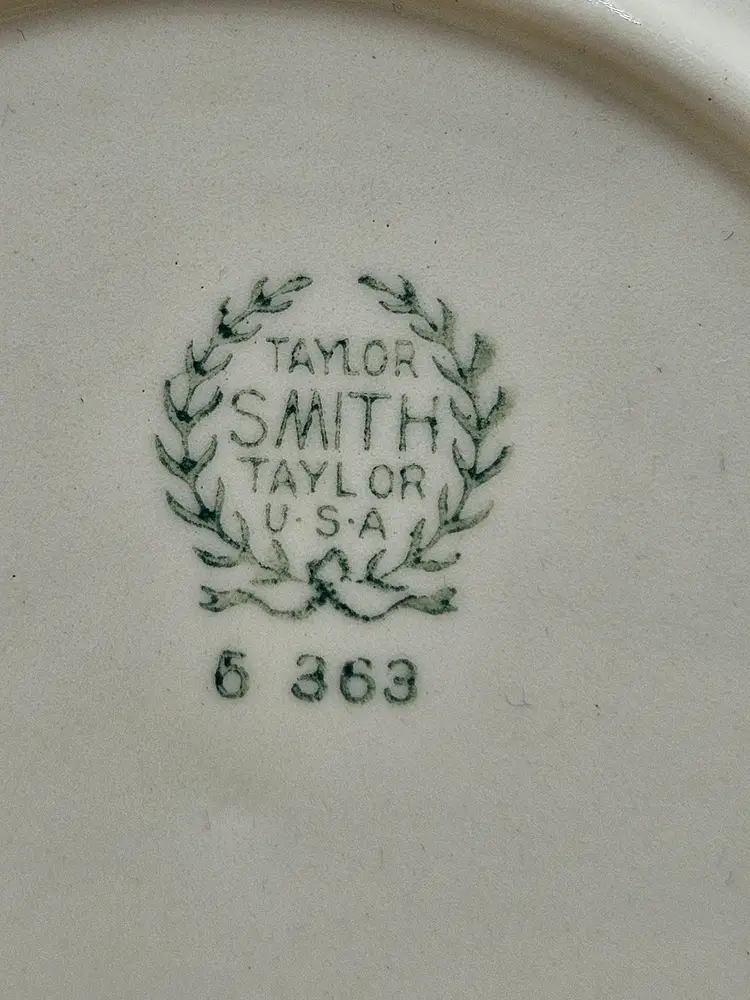 TAYLOR
SMITH
TAYLOR
U·S·A
6 363